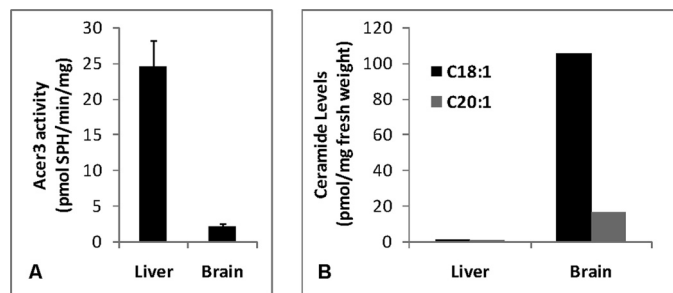 Acer3 activity
(pmol SPH/min/mg)
30
25
20
15
10
5
0
Liver Brain
A
Ceramide Levels
(pmol/mg fresh weight)
120
100
80
60
40
20
0
C18:1
C20:1
Liver Brain
B